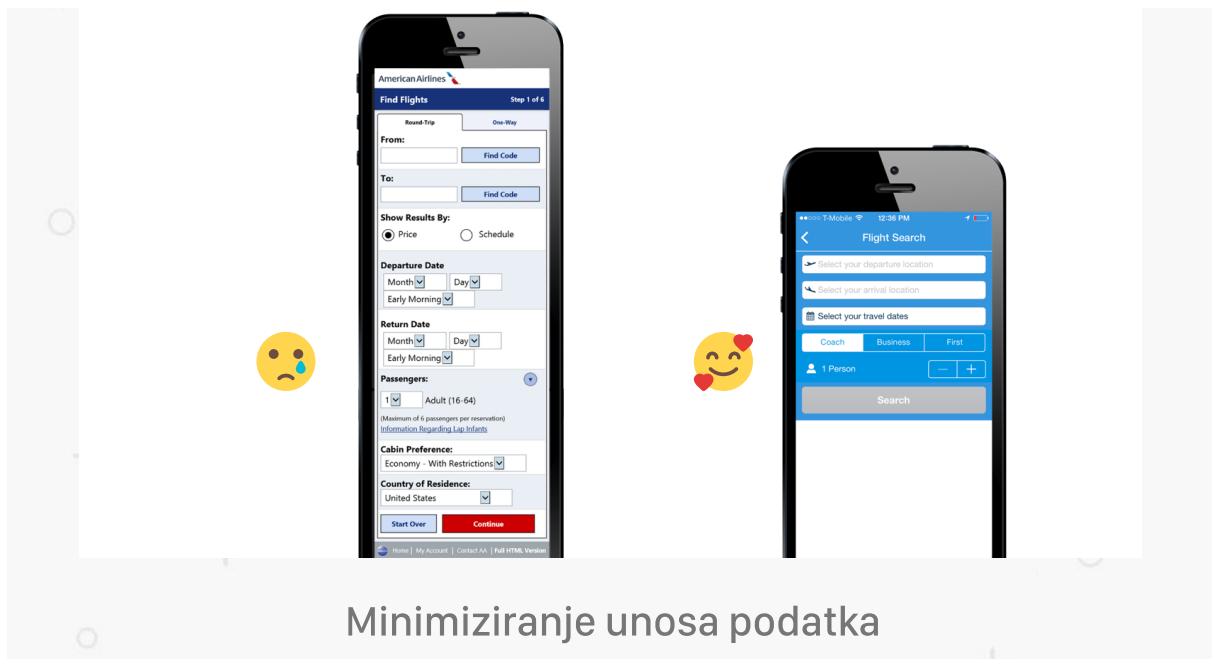 American Airlines
Find Flights Step 1 of 6
Round-Trip One-Way
From:
Find Code
To:
Find Code
Show Results By:
Price Schedule
Departure Date
Month Day
Early Morning
Return Date
Month Day
Early Morning
Passengers:
1 Adult (16-64)
(Maximum of 6 passengers per reservation)
Information Regarding Lap Infants
Cabin Preference:
Economy - With Restrictions
Country of Residence:
United States
Start Over Continue
Home | My Account | Contact AA | Full HTML Version
T-Mobile 12:36 PM
Flight Search
Select your departure location
Select your arrival location
Select your travel dates
Coach Business First
1 Person
Search
Minimiziranje unosa podatka